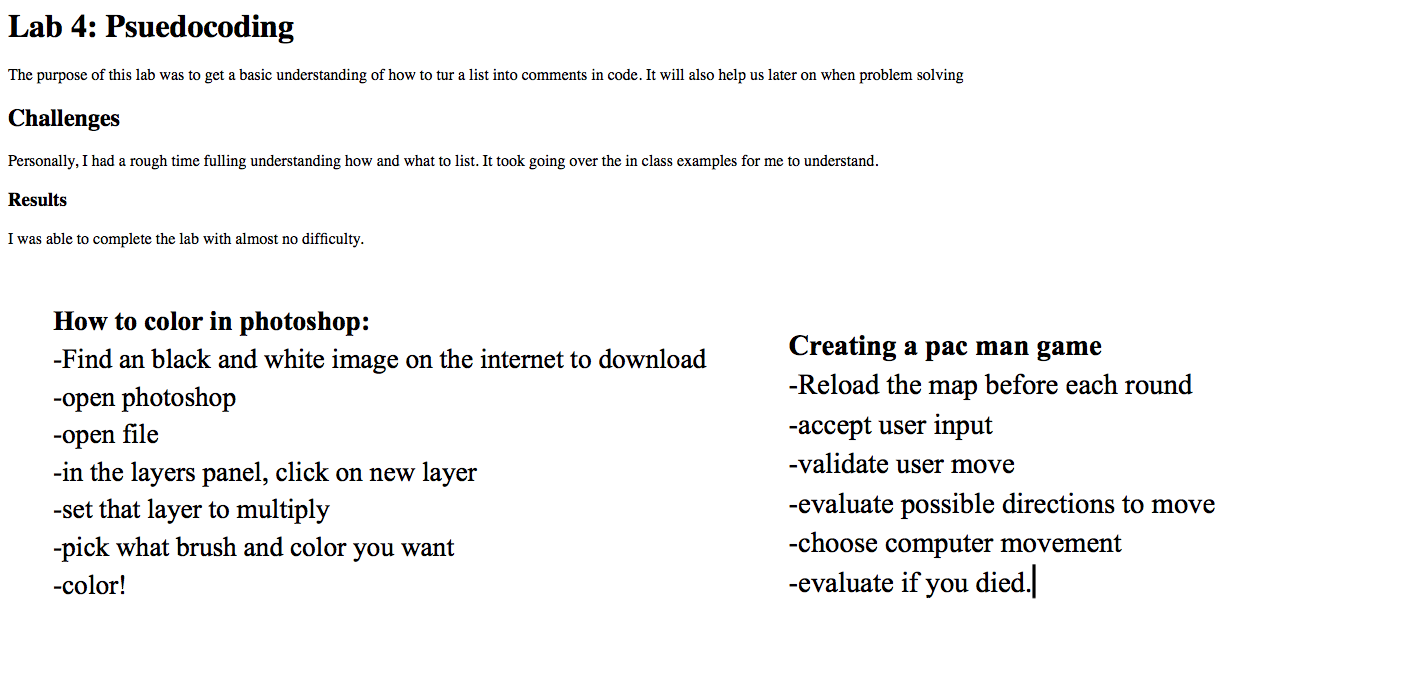 Lab 4: Psuedocoding
The purpose of this lab was to get a basic understanding of how to tur a list into comments in code. It will also help us later on when problem solving
Challenges
Personally, I had a rough time fulling understanding how and what to list. It took going over the in class examples for me to understand.
Results
I was able to complete the lab with almost no difficulty.
How to color in photoshop:
-Find an black and white image on the internet to download
-open photoshop
-open file
-in the layers panel, click on new layer
-set that layer to multiply
-pick what brush and color you want
-color!
Creating a pac man game
-Reload the map before each round
-accept user input
-validate user move
-evaluate possible directions to move
-choose computer movement
-evaluate if you died.